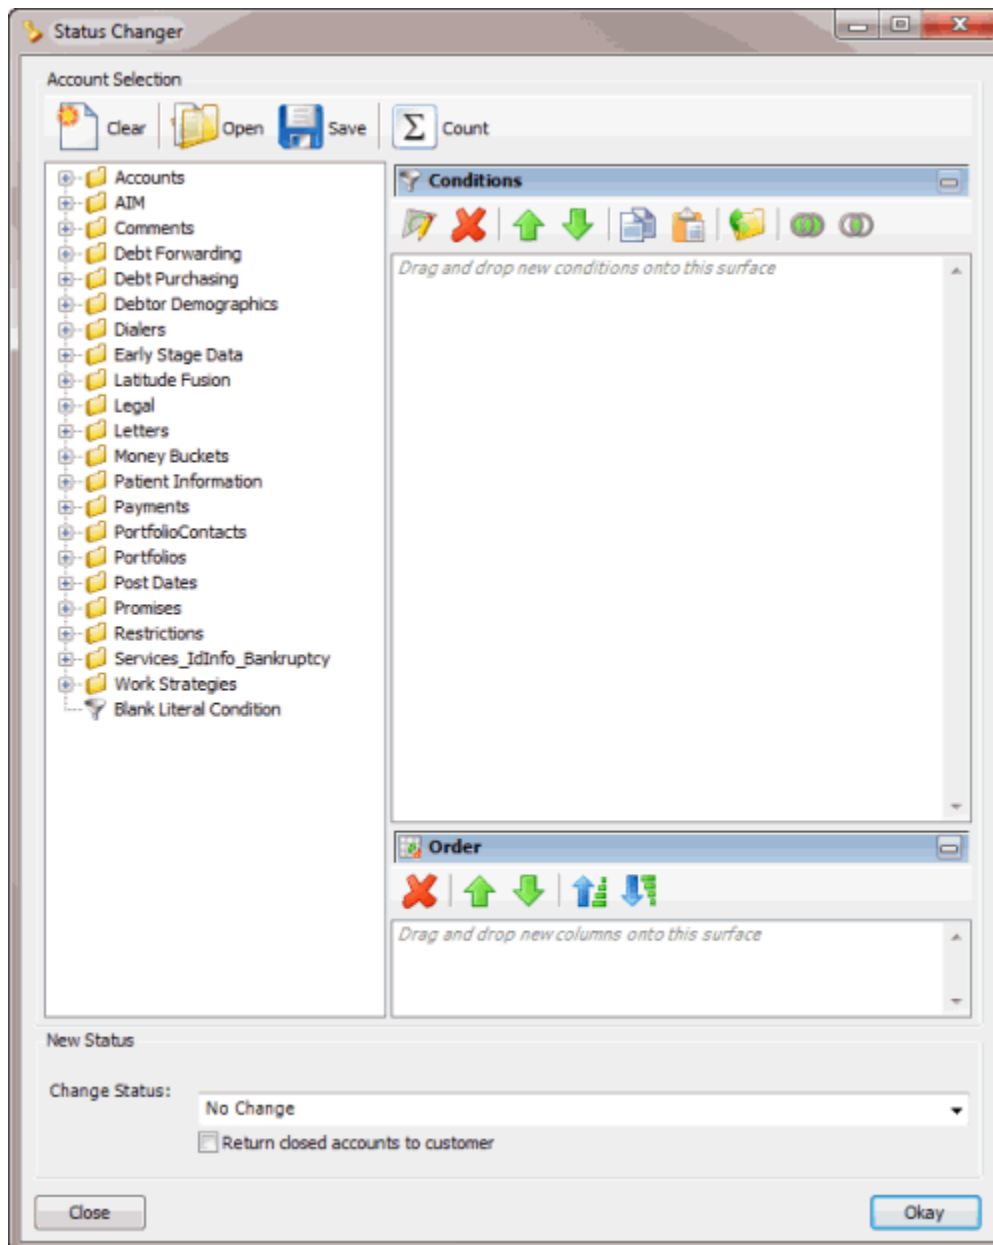 Status Changer
Account Selection
Clear Open Save Σ Count
Accounts
AIM
Comments
Debt Forwarding
Debt Purchasing
Debtor Demographics
Dialers
Early Stage Data
Latitude Fusion
Legal
Letters
Money Buckets
Patient Information
Payments
PortfolioContacts
Portfolios
Post Dates
Promises
Restrictions
Services_IdInfo_Bankruptcy
Work Strategies
Blank Literal Condition
Conditions
Drag and drop new conditions onto this surface
Order
Drag and drop new columns onto this surface
New Status
Change Status:
No Change
Return closed accounts to customer
Close Okay